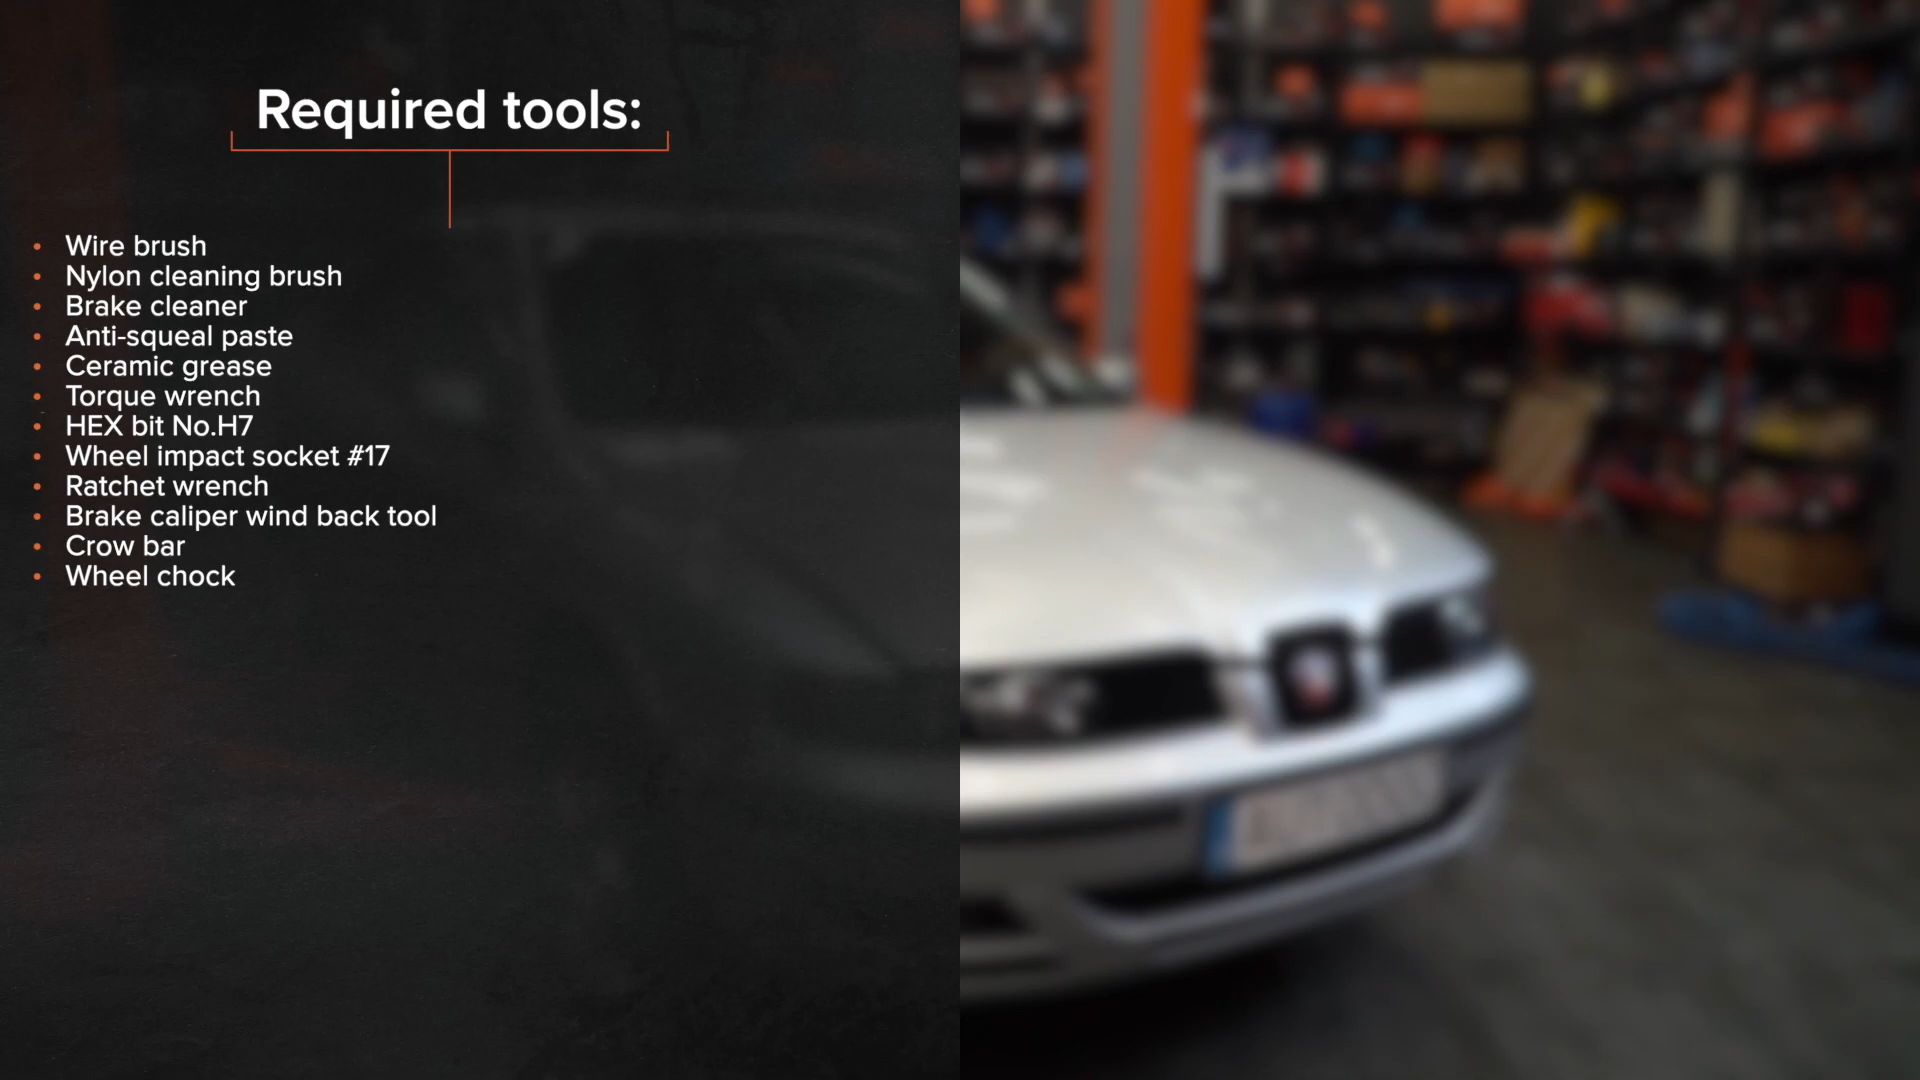 Required tools:
Wire brush
Nylon cleaning brush
Brake cleaner
Anti-squeal paste
Ceramic grease
Torque wrench
HEX bit No.H7
Wheel impact socket #17
Ratchet wrench
Brake caliper wind back tool
Crow bar
Wheel chock